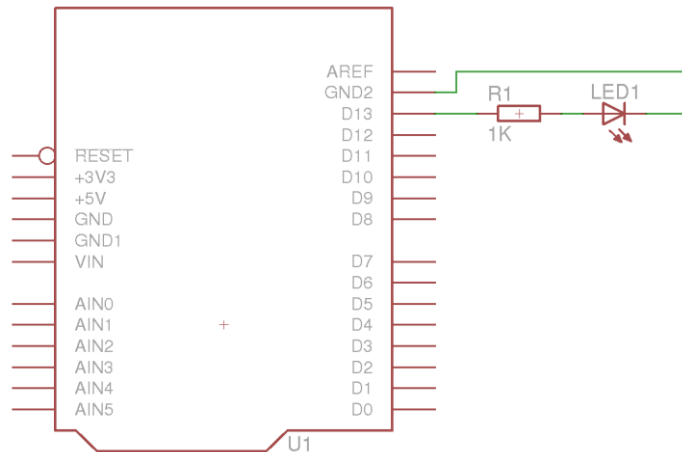 AREF
GND2
D13
D12
D11
D10
D9
D8
D7
D6
D5
D4
D3
D2
D1
D0
RESET
+3V3
+5V
GND
GND1
VIN
AIN0
AIN1
AIN2
AIN3
AIN4
AIN5
U1
R1
1K
LED1